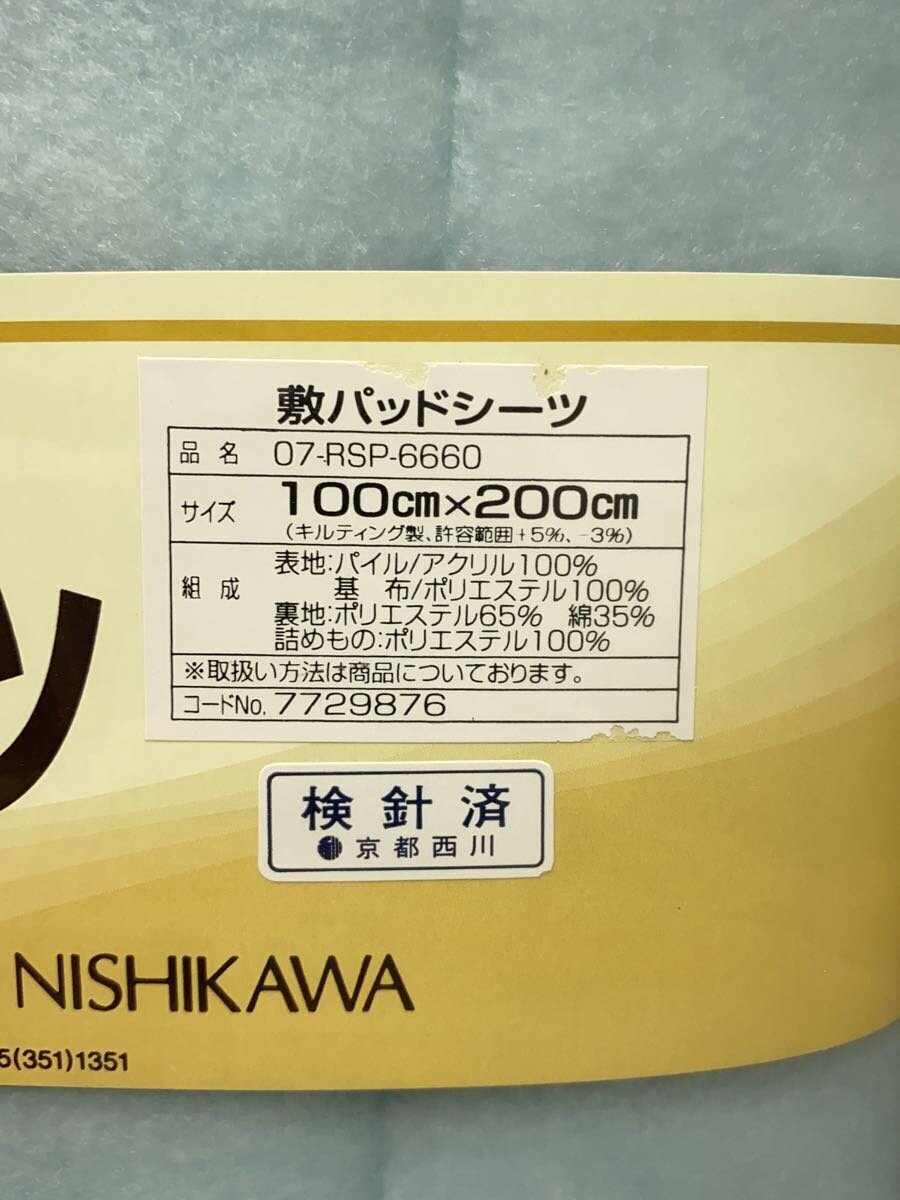 敷パッドシーツ
品名 07-RSP-6660
サイズ 100cm×200cm
(キルティング製、許容範囲+5%、-3%)
組成 表地:パイル/アクリル100%
基 布/ポリエステル100%
裏地:ポリエステル65% 綿35%
詰めもの:ポリエステル100%
※取扱い方法は商品についております。
コードNo. 7729876
ツ
検針済
京都西川
NISHIKAWA
5(351)1351